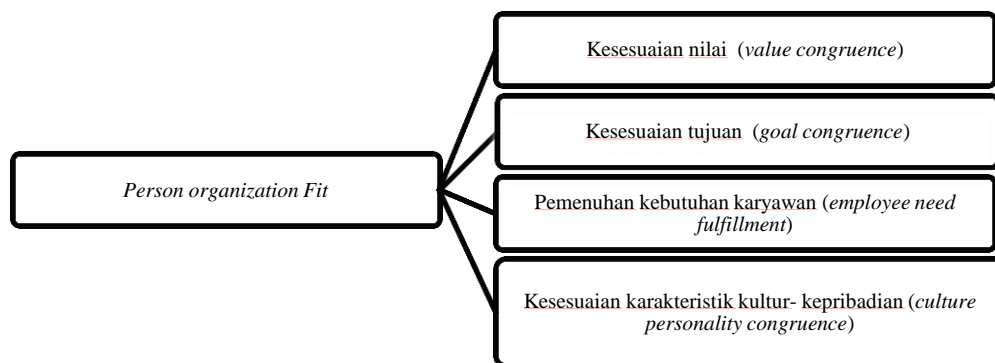 Person organization Fit
Kesesuaian nilai (value congruence)
Kesesuaian tujuan (goal congruence)
Pemenuhan kebutuhan karyawan (employee need
fulfillment)
Kesesuaian karakteristik kultur- kepribadian (culture
personality congruence)